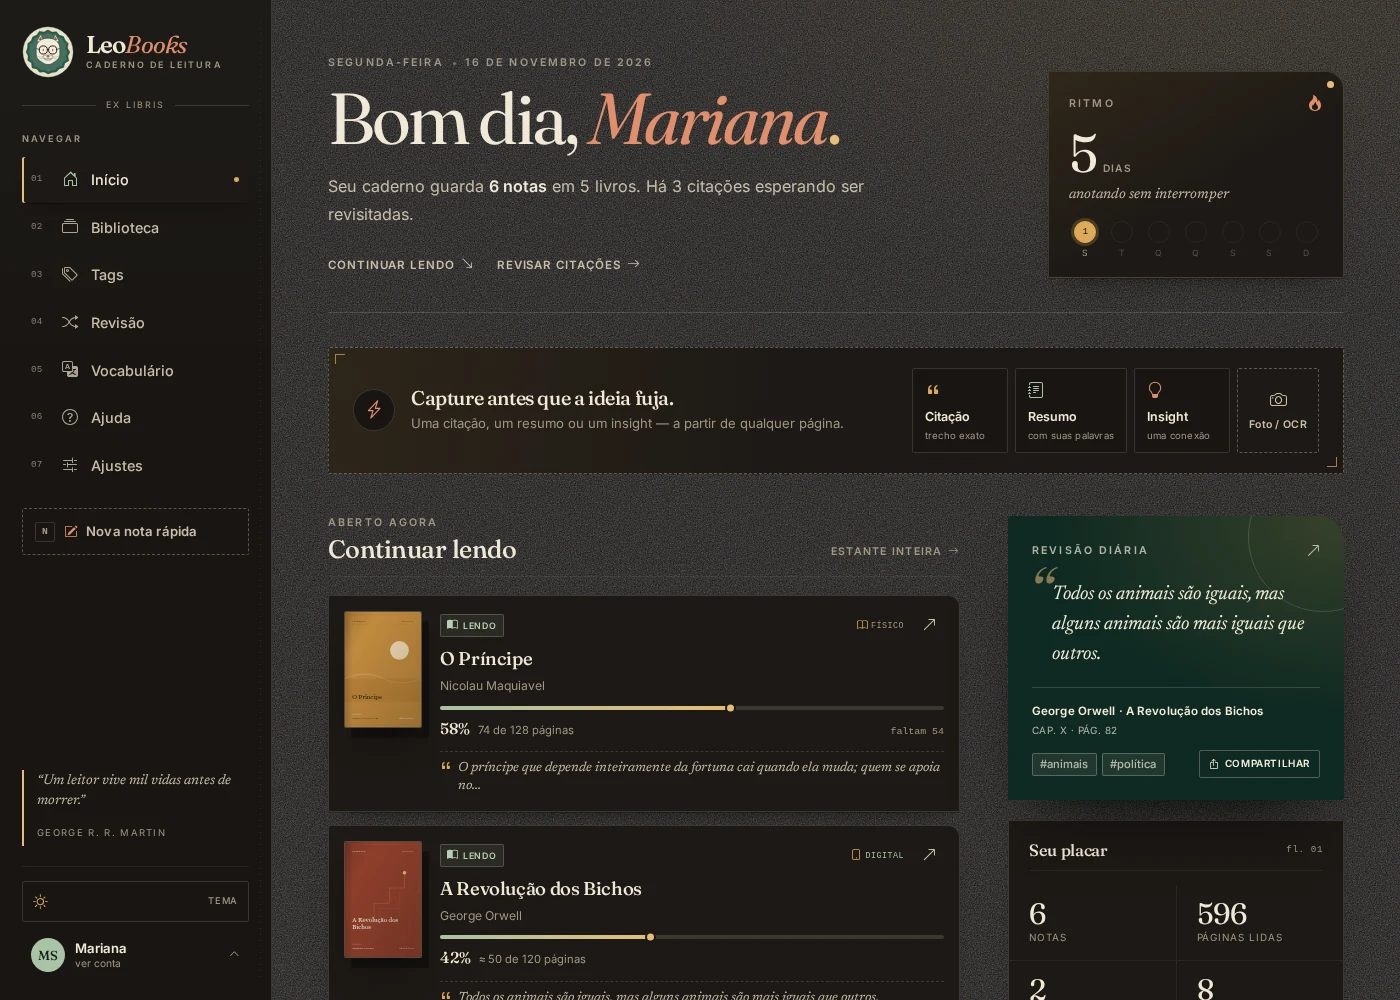 LeoBooks
CADERNO DE LEITURA
EX LIBRIS
NAVEGAR
01 Início
02 Biblioteca
03 Tags
04 Revisão
05 Vocabulário
06 Ajuda
07 Ajustes
N Nova nota rápida
“Um leitor vive mil vidas antes de
morrer.”
GEORGE R. R. MARTIN
TEMA
MS Mariana
ver conta
SEGUNDA-FEIRA • 16 DE NOVEMBRO DE 2026
Bom dia, Mariana.
Seu caderno guarda 6 notas em 5 livros. Há 3 citações esperando ser
revisitadas.
CONTINUAR LENDO ↘ REVISAR CITAÇÕES →
RITMO
5 DIAS
anotando sem interromper
1
S T Q Q S S D
Capture antes que a ideia fuja.
Uma citação, um resumo ou um insight — a partir de qualquer página.
“
Citação
trecho exato
Resumo
com suas palavras
Insight
uma conexão
Foto / OCR
ABERTO AGORA
Continuar lendo
ESTANTE INTEIRA →
O Príncipe
LENDO
FÍSICO
O Príncipe
Nicolau Maquiavel
58% 74 de 128 páginas
faltam 54
“ O príncipe que depende inteiramente da fortuna cai quando ela muda; quem se apoia
no...
A Revolução dos
Bichos
LENDO
DIGITAL
A Revolução dos Bichos
George Orwell
42% ≈ 50 de 120 páginas
“ Todos os animais são iguais, mas alguns animais são mais iguais que outros.
REVISÃO DIÁRIA
“
Todos os animais são iguais, mas
alguns animais são mais iguais que
outros.
George Orwell · A Revolução dos Bichos
CAP. X · PÁG. 82
#animais #política
COMPARTILHAR
Seu placar
fl. 01
6
NOTAS
596
PÁGINAS LIDAS
2
8